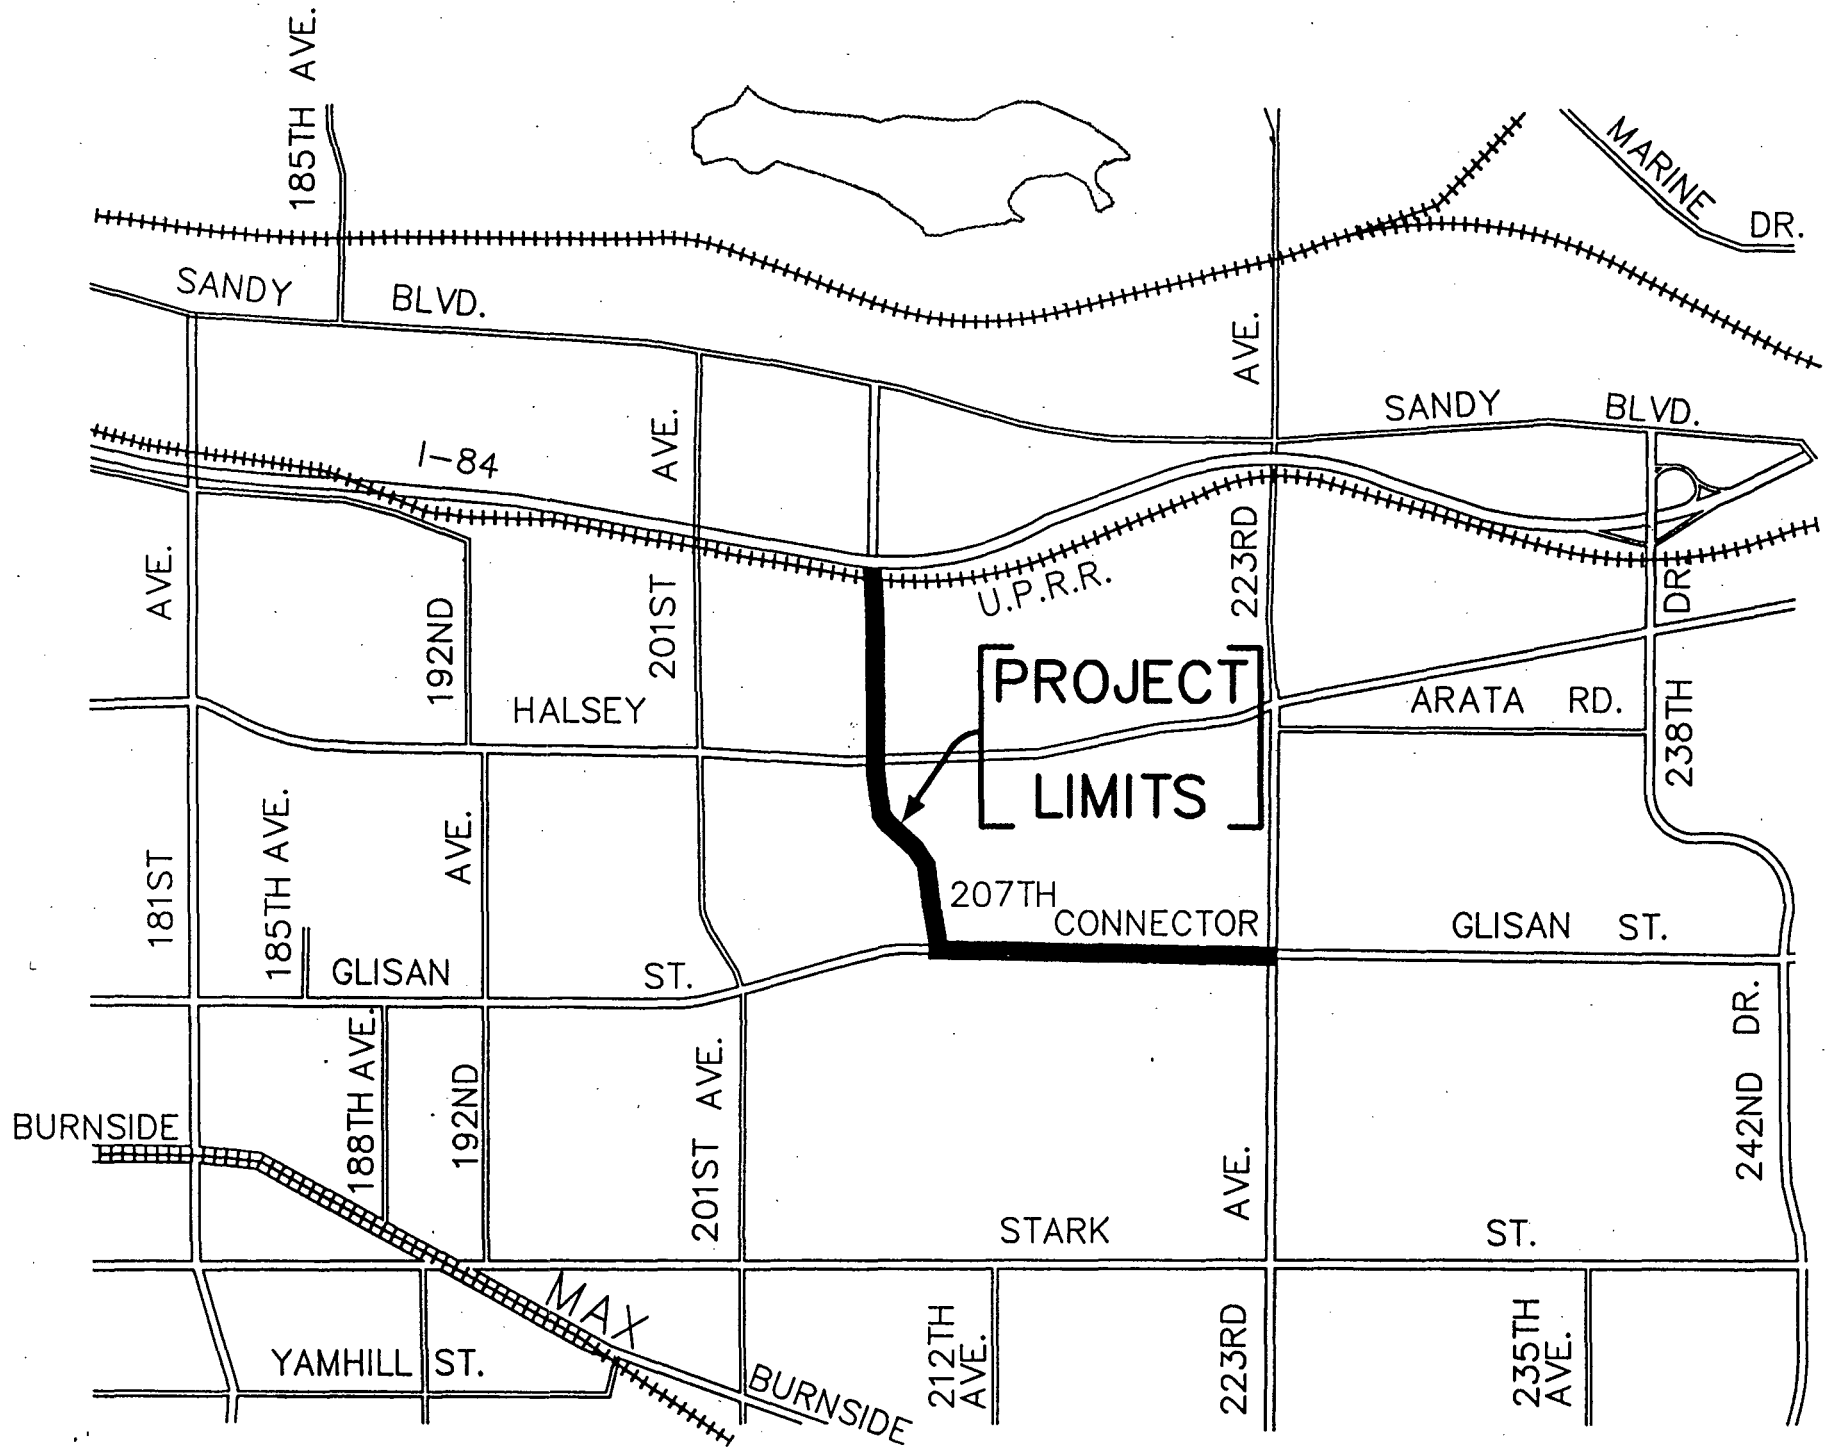 185TH AVE.
MARINE
DR.
SANDY BLVD.
AVE.
SANDY BLVD.
I-84
AVE.
223RD
AVE.
U.P.R.R.
201ST
192ND
DR.
PROJECT
LIMITS
HALSEY
ARATA RD.
238TH
181ST
185TH AVE.
AVE.
207TH
CONNECTOR
GLISAN ST.
GLISAN ST.
188TH AVE.
192ND
201ST AVE.
242ND DR.
BURNSIDE
AVE.
STARK ST.
MAX
YAMHILL ST.
BURNSIDE
212TH
AVE.
223RD
235TH
AVE.